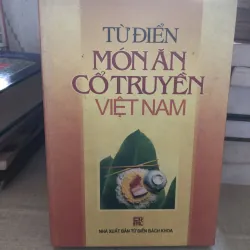 TỪ ĐIỂN
MÓN ĂN
CỔ TRUYỀN
VIỆT NAM
NHÀ XUẤT BẢN TỪ ĐIỂN BÁCH KHOA